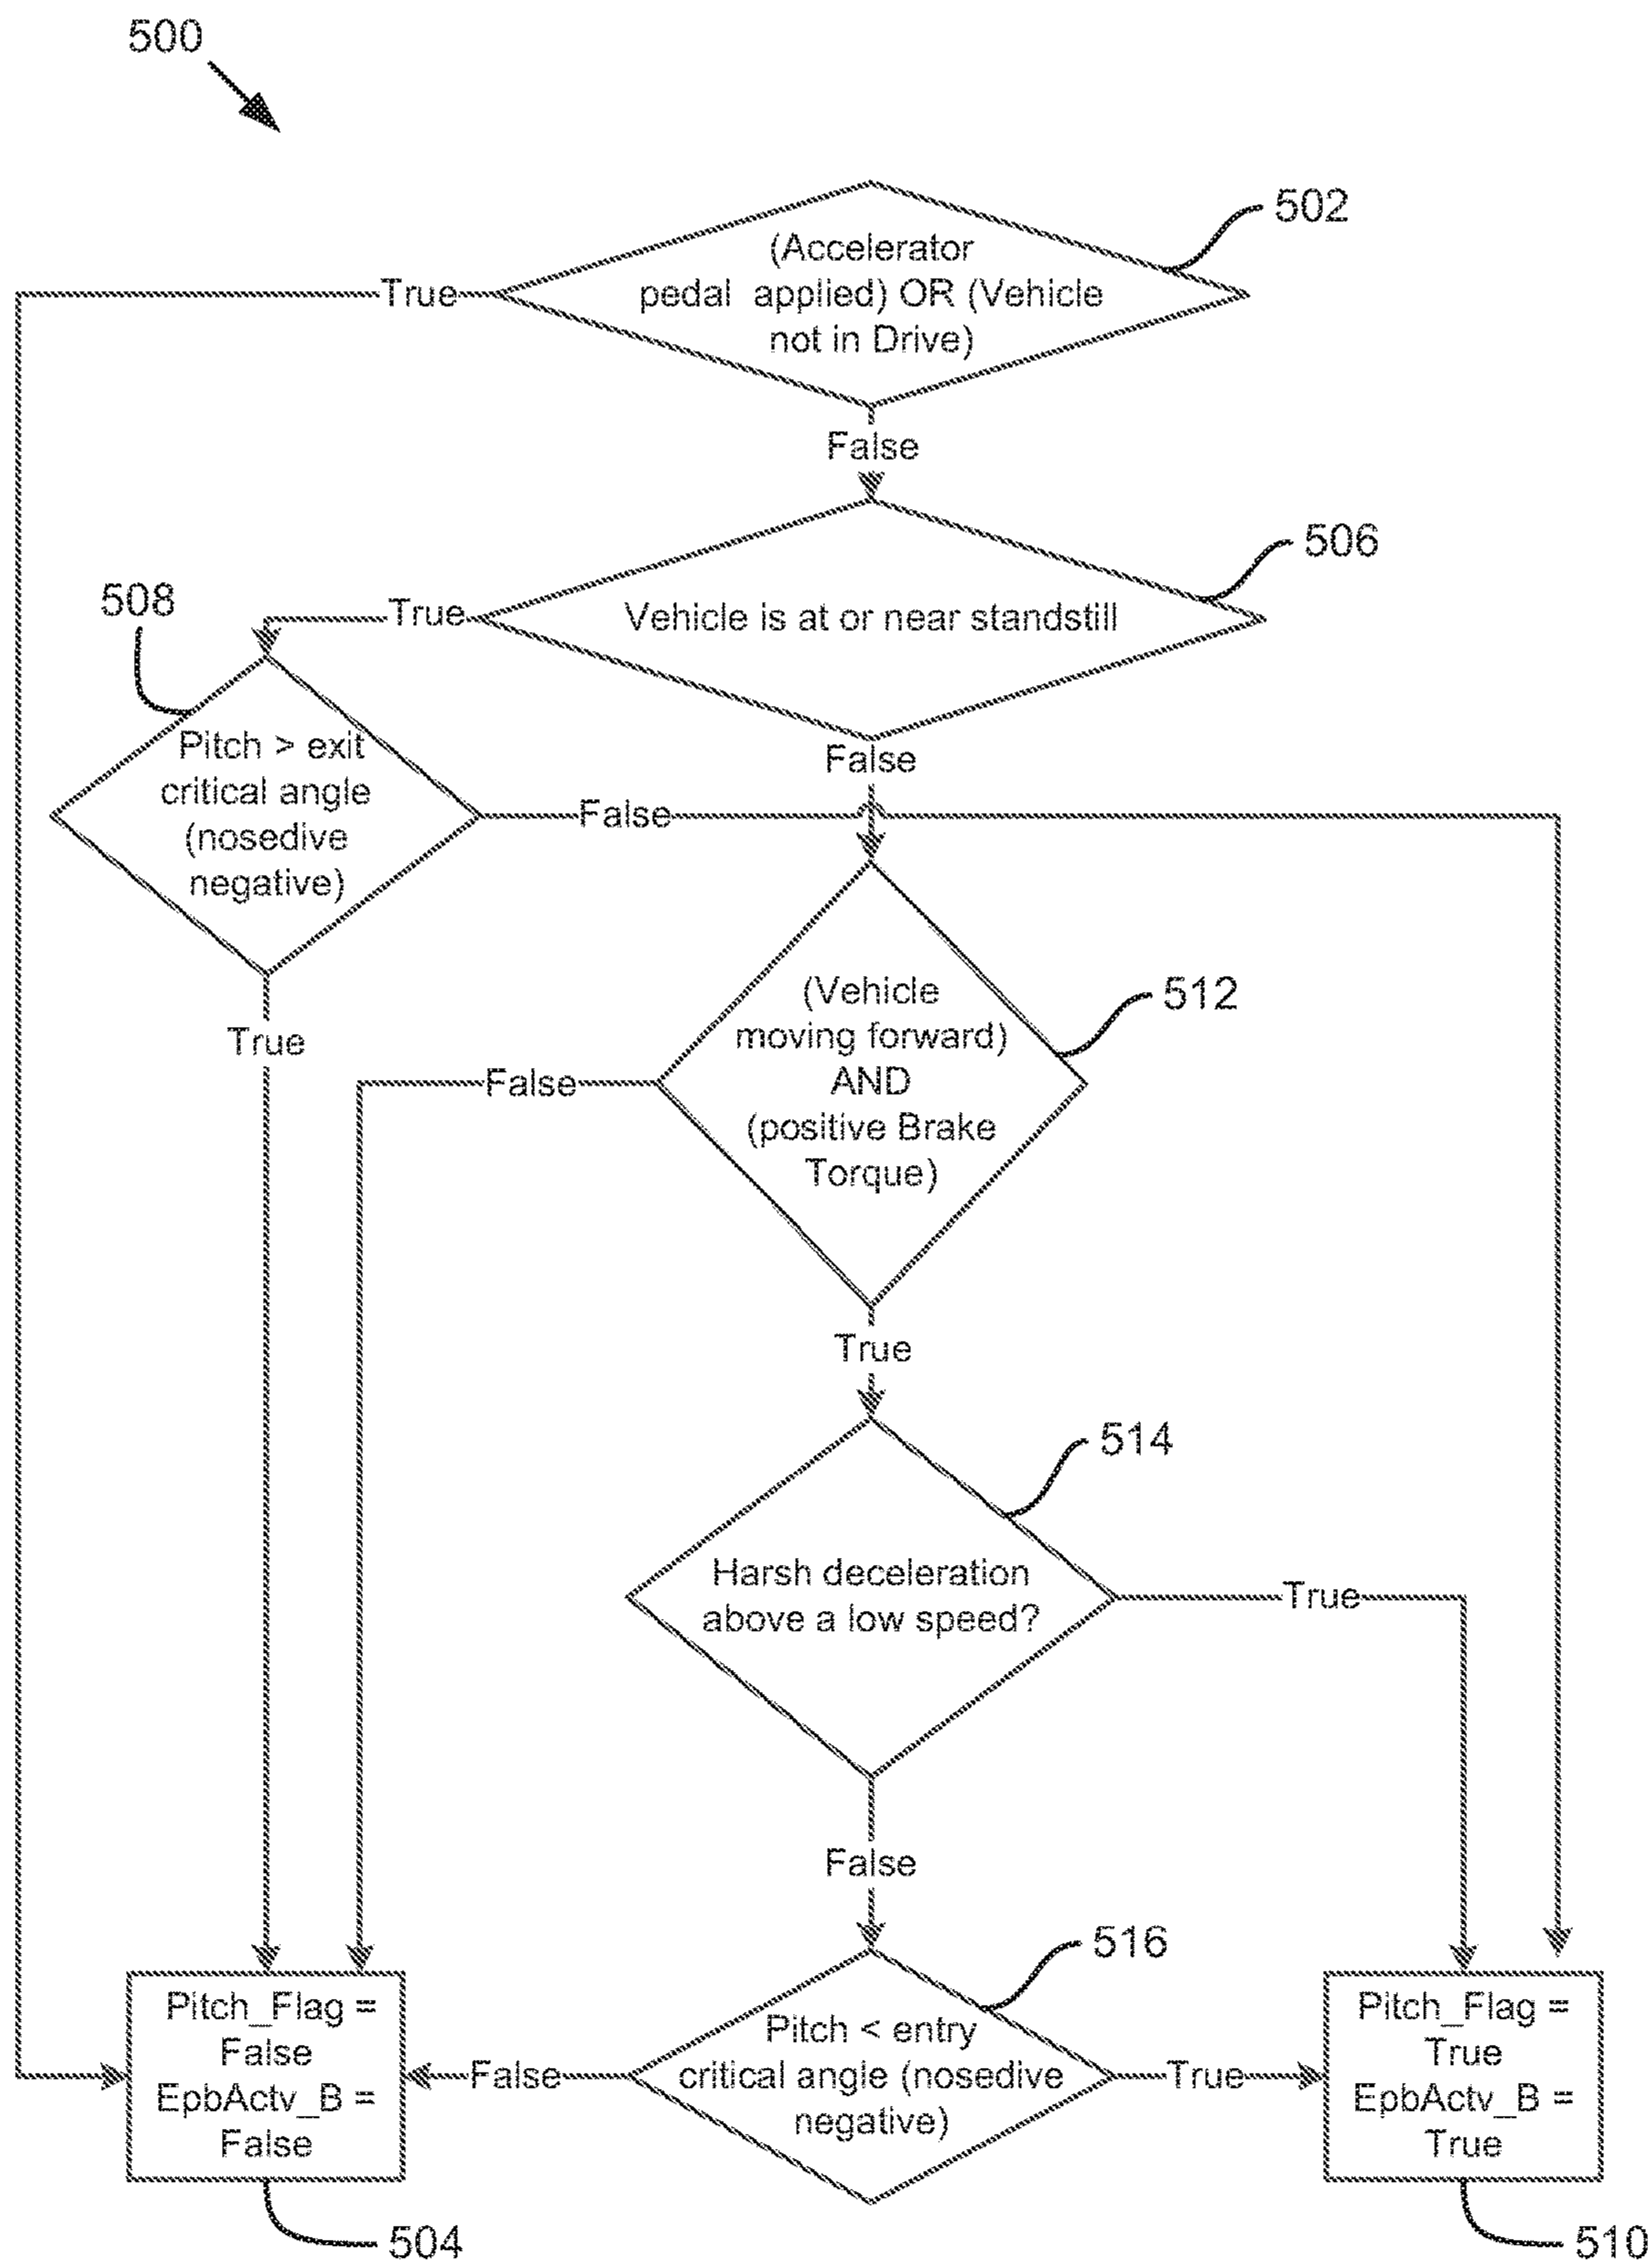 500
502
(Accelerator
pedal applied) OR (Vehicle
not in Drive)
True
False
506
508
True
Vehicle is at or near standstill
Pitch > exit
critical angle
(nosedive
negative)
False
False
True
512
(Vehicle
moving forward)
AND
(positive Brake
Torque)
False
True
514
Harsh deceleration
above a low speed?
True
False
516
Pitch_Flag =
False
EpbActv_B =
False
False
Pitch < entry
critical angle (nosedive
negative)
True
Pitch_Flag =
True
EpbActv_B =
True
504
510